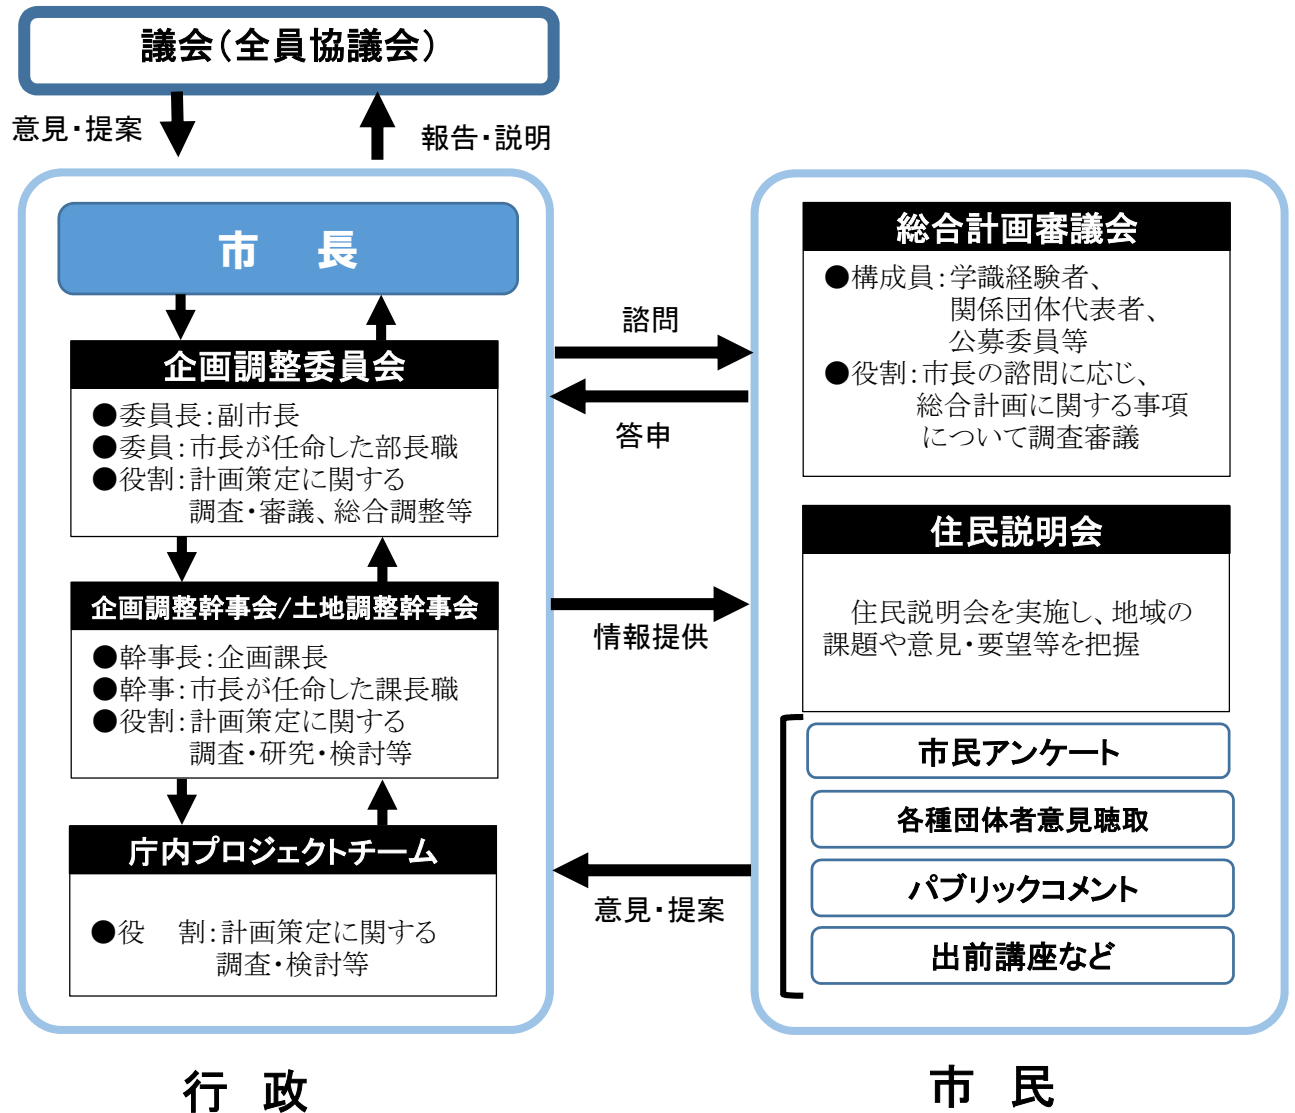 議会（全員協議会）
意見・提案
報告・説明
市　長
企画調整委員会
●委員長：副市長
●委員：市長が任命した部長職
●役割：計画策定に関する
調査・審議、総合調整等
企画調整幹事会/土地調整幹事会
●幹事長：企画課長
●幹事：市長が任命した課長職
●役割：計画策定に関する
調査・研究・検討等
庁内プロジェクトチーム
●役　割：計画策定に関する
調査・検討等
行　政
諮問
答申
情報提供
意見・提案
総合計画審議会
●構成員：学識経験者、
関係団体代表者、
公募委員等
●役割：市長の諮問に応じ、
総合計画に関する事項
について調査審議
住民説明会
住民説明会を実施し、地域の
課題や意見・要望等を把握
市民アンケート
各種団体者意見聴取
パブリックコメント
出前講座など
市　民